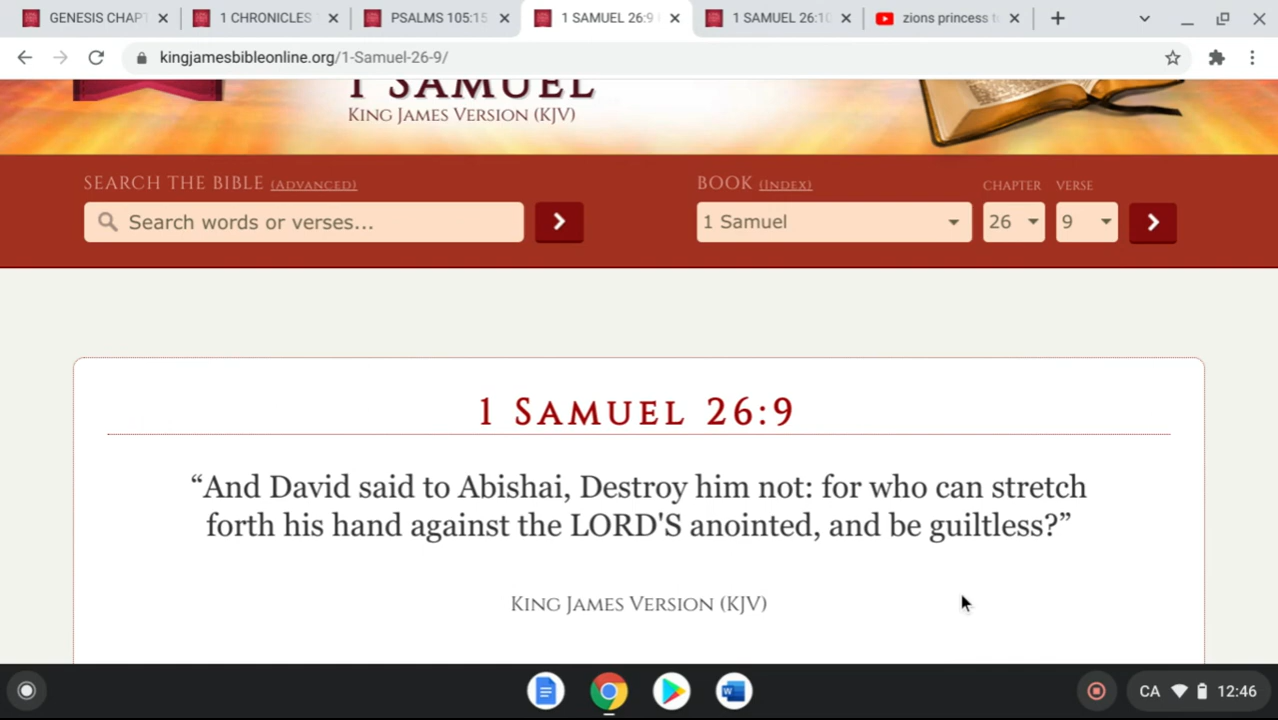 GENESIS CHAPT
1 CHRONICLES
PSALMS 105:15
1 SAMUEL 26:9
1 SAMUEL 26:10
zions princess t
kingjamesbibleonline.org/1-Samuel-26-9/
1 SAMUEL
KING JAMES VERSION (KJV)
SEARCH THE BIBLE (ADVANCED)
BOOK (INDEX)
CHAPTER
VERSE
Search words or verses...
1 Samuel
26
9
1 SAMUEL 26:9
“And David said to Abishai, Destroy him not: for who can stretch
forth his hand against the LORD'S anointed, and be guiltless?”
KING JAMES VERSION (KJV)
CA
12:46